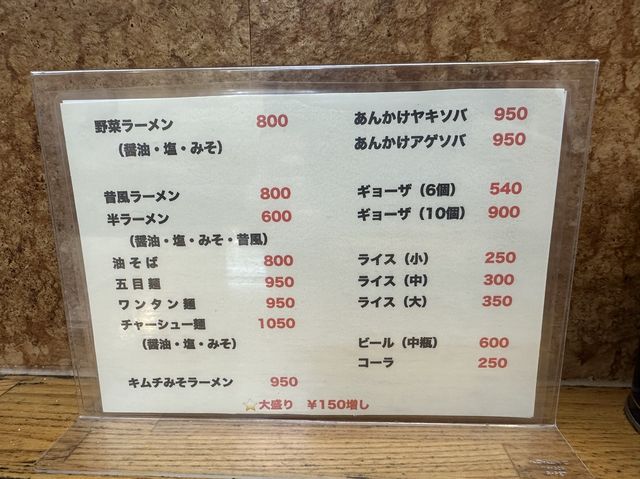 野菜ラーメン 800
（醤油・塩・みそ）
昔風ラーメン 800
半ラーメン 600
（醤油・塩・みそ・昔風）
油そば 800
五目麺 950
ワンタン麺 950
チャーシュー麺 1050
（醤油・塩・みそ）
キムチみそラーメン 950
あんかけヤキソバ 950
あんかけアゲソバ 950
ギョーザ（6個） 540
ギョーザ（10個） 900
ライス（小） 250
ライス（中） 300
ライス（大） 350
ビール（中瓶） 600
コーラ 250
⭐大盛り ￥150増し